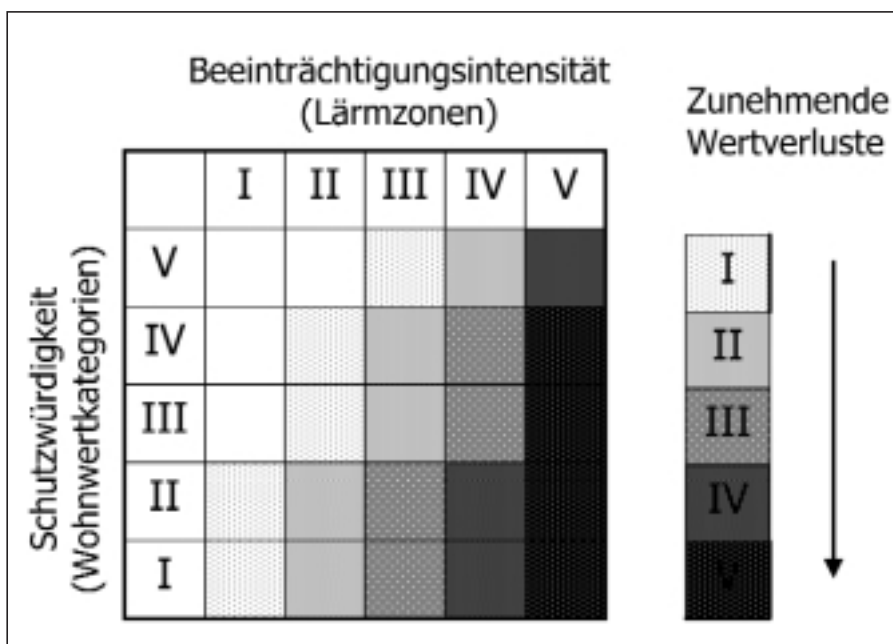 Beeinträchtigungsintensität
(Lärmzonen)
Zunehmende
Wertverluste
I II III IV V
Schutzwürdigkeit
(Wohnwertkategorien)
V
IV
III
II
I
I
II
III
IV
V